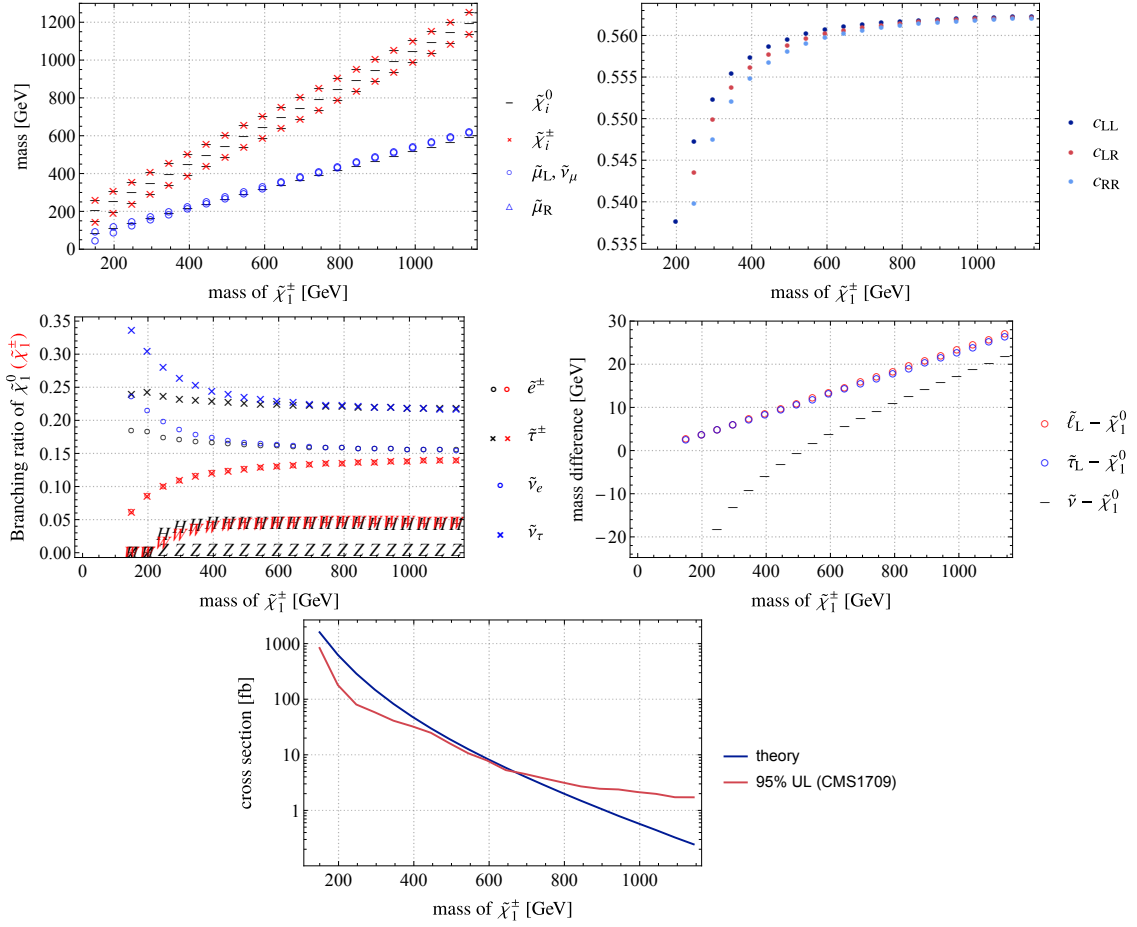 mass [GeV]
1200
1000
800
600
400
200
0
200 400 600 800 1000
mass of χ̃₁± [GeV]
χ̃ᵢ⁰
χ̃ᵢ±
μ̃L, ν̃μ
μ̃R
0.560
0.555
0.550
0.545
0.540
0.535
200 400 600 800 1000
mass of χ̃₁± [GeV]
cLL
cLR
cRR
Branching ratio of χ̃₁⁰ (χ̃₁±)
0.35
0.30
0.25
0.20
0.15
0.10
0.05
0.00
0 200 400 600 800 1000
mass of χ̃₁± [GeV]
ẽ±
τ̃±
ν̃e
ν̃τ
mass difference [GeV]
30
20
10
0
−10
−20
0 200 400 600 800 1000
mass of χ̃₁± [GeV]
ℓ̃L − χ̃₁⁰
τ̃L − χ̃₁⁰
ν̃ − χ̃₁⁰
cross section [fb]
1000
100
10
1
200 400 600 800 1000
mass of χ̃₁± [GeV]
theory
95% UL (CMS1709)